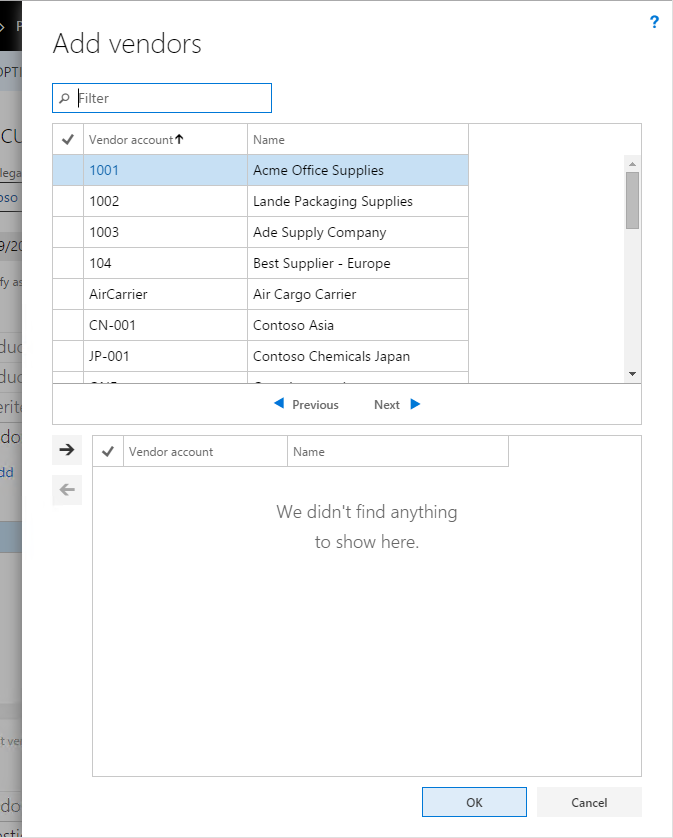 ?
Add vendors
Filter
Vendor account Name
1001 Acme Office Supplies
1002 Lande Packaging Supplies
1003 Ade Supply Company
104 Best Supplier - Europe
AirCarrier Air Cargo Carrier
CN-001 Contoso Asia
JP-001 Contoso Chemicals Japan
Previous Next
Vendor account Name
We didn't find anything
to show here.
OK Cancel